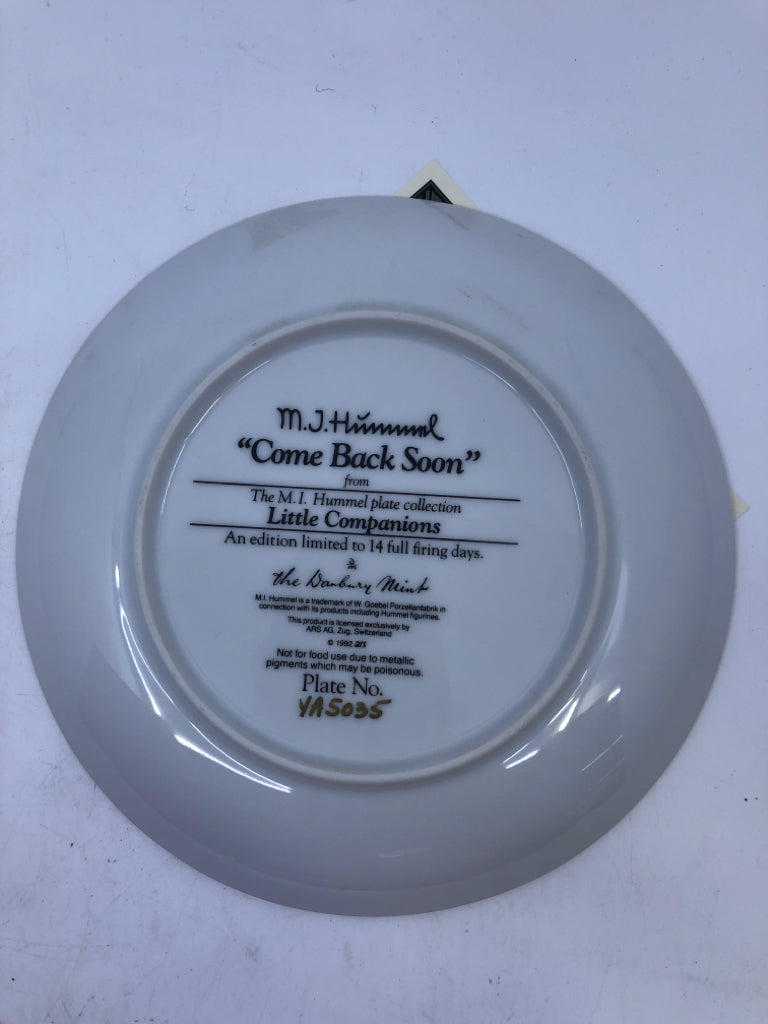 M.J.Hümmel
“Come Back Soon”
from
The M.I. Hummel plate collection
Little Companions
An edition limited to 14 full firing days.
the Danbury Mint
M.I. Hummel is a trademark of W. Goebel Porzellanfabrik in
connection with its products including Hummel figurines.
This product is licensed exclusively by
ARS AG, Zug, Switzerland
© 1992 ars
Not for food use due to metallic
pigments which may be poisonous.
Plate No.
YA5035